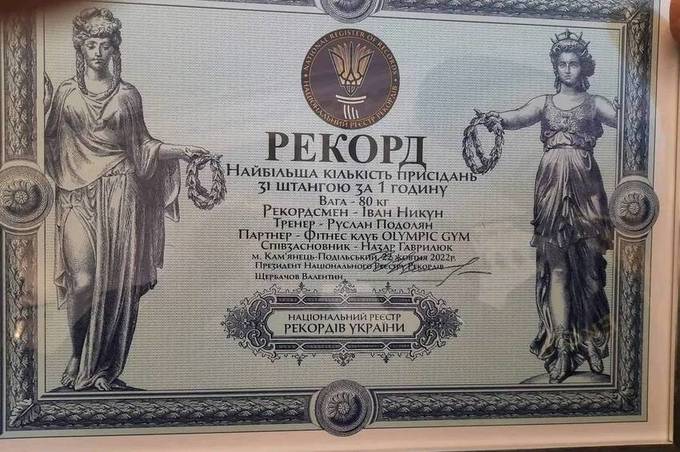 NATIONAL REGISTER OF RECORDS
НАЦІОНАЛЬНИЙ РЕЄСТР РЕКОРДІВ
РЕКОРД
НАЙБІЛЬША КІЛЬКІСТЬ ПРИСІДАНЬ
ЗІ ШТАНГОЮ ЗА 1 ГОДИНУ
ВАГА - 80 КГ
РЕКОРДСМЕН - ІВАН НИКУН
ТРЕНЕР - РУСЛАН ПОДОЛЯН
ПАРТНЕР - ФІТНЕС КЛУБ OLYMPIC GYM
СПІВЗАСНОВНИК - НАЗАР ГАВРИЛЮК
М. КАМ'ЯНЕЦЬ-ПОДІЛЬСЬКИЙ, 22 ЖОВТНЯ 2022Р.
ПРЕЗИДЕНТ НАЦІОНАЛЬНОГО РЕЄСТРУ РЕКОРДІВ
ЩЕРБАЧОВ ВАЛЕНТИН
НАЦІОНАЛЬНИЙ РЕЄСТР
РЕКОРДІВ УКРАЇНИ